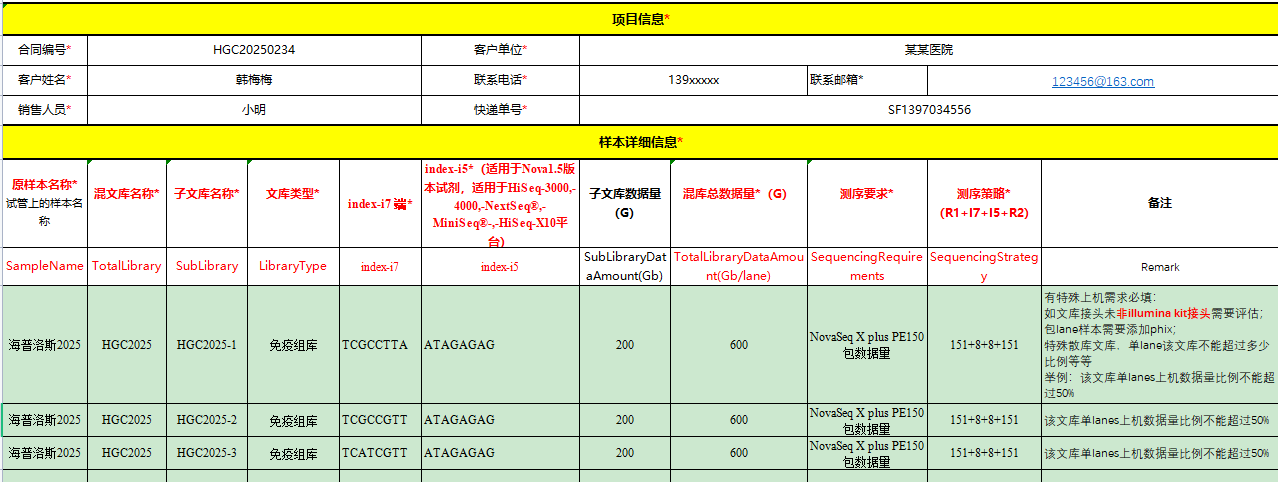 项目信息*
合同编号* HGC20250234 客户单位* 某某医院
客户姓名* 韩梅梅 联系电话* 139xxxxx 联系邮箱* 123456@163.com
销售人员* 小明 快递单号* SF1397034556
样本详细信息*
原样本名称*
试管上的样本名
称
混文库名称*
子文库名称*
文库类型*
index-i7 端*
index-i5*（适用于Nova1.5版
本试剂，适用于HiSeq-3000,-
4000,-NextSeq®,-
MiniSeq®-,-HiSeq-X10平
台）
子文库数据量
（G）
混库总数据量*（G）
测序要求*
测序策略*
（R1+I7+I5+R2）
备注
SampleName
TotalLibrary
SubLibrary
LibraryType
index-i7
index-i5
SubLibraryDat
aAmount(Gb)
TotalLibraryDataAmou
nt(Gb/lane)
SequencingRequire
ments
SequencingStrateg
y
Remark
海普洛斯2025 HGC2025 HGC2025-1 免疫组库 TCGCCTTA ATAGAGAG 200 600
NovaSeq X plus PE150
包数据量
151+8+8+151
有特殊上机需求必填：
如文库接头未非illumina kit接头需要评估；
包lane样本需要添加phix；
特殊散库文库，单lane该文库不能超过多少
比例等等
举例：该文库单lanes上机数据量比例不能超
过50%
海普洛斯2025 HGC2025 HGC2025-2 免疫组库 TCGCCGTT ATAGAGAG 200 600
NovaSeq X plus PE150
包数据量
151+8+8+151 该文库单lanes上机数据量比例不能超过50%
海普洛斯2025 HGC2025 HGC2025-3 免疫组库 TCATCGTT ATAGAGAG 200 600
NovaSeq X plus PE150
包数据量
151+8+8+151 该文库单lanes上机数据量比例不能超过50%